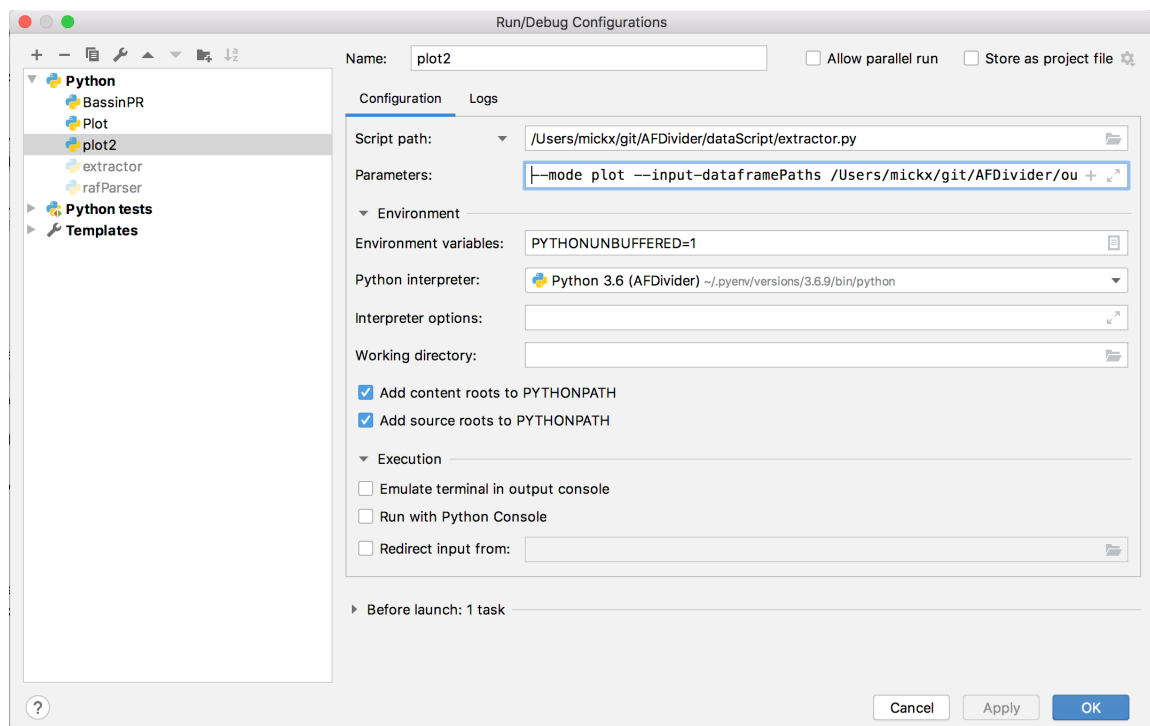 Run/Debug Configurations
Python
BassinPR
Plot
plot2
extractor
rafParser
Python tests
Templates
Name: plot2
Allow parallel run
Store as project file
Configuration
Logs
Script path: /Users/mickx/git/AFDivider/dataScript/extractor.py
Parameters: --mode plot --input-dataframePaths /Users/mickx/git/AFDivider/ou
Environment
Environment variables: PYTHONUNBUFFERED=1
Python interpreter: Python 3.6 (AFDivider) ~/.pyenv/versions/3.6.9/bin/python
Interpreter options:
Working directory:
Add content roots to PYTHONPATH
Add source roots to PYTHONPATH
Execution
Emulate terminal in output console
Run with Python Console
Redirect input from:
Before launch: 1 task
?
Cancel
Apply
OK